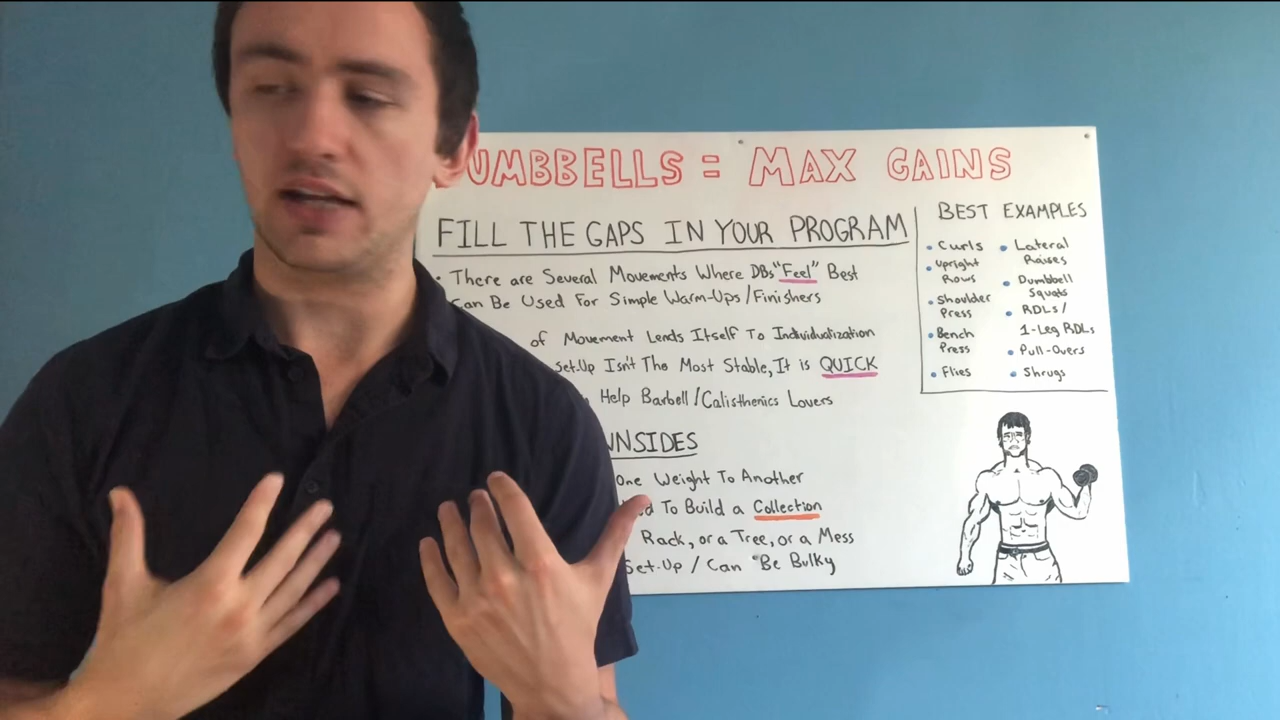 UMBBELLS = MAX GAINS
FILL THE GAPS IN YOUR PROGRAM
• There are Several Movements Where DBs "Feel" Best
Can Be Used For Simple Warm-Ups/Finishers
of Movement Lends Itself To Individualization
Set-Up Isn't The Most Stable, It is QUICK
Help Barbell/Calisthenics Lovers
WNSIDES
One Weight To Another
To Build a Collection
Rack, or a Tree, or a Mess
Set-Up / Can Be Bulky
BEST EXAMPLES
• Curls
• Upright
Rows
• Shoulder
Press
• Bench
Press
• Flies
• Lateral
Raises
• Dumbbell
Squats
• RDLs/
1-Leg RDLs
• Pull-Overs
• Shrugs